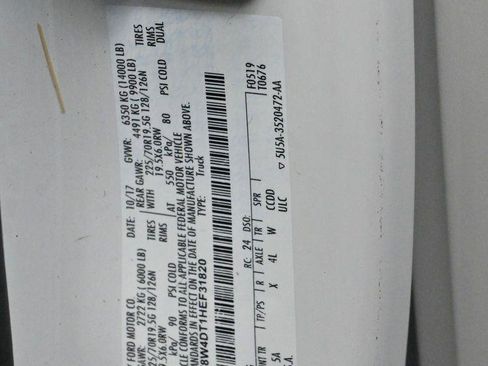 FORD MOTOR CO.
DATE: 10/17 GVWR: 6350 KG (14000 LB)
GAWR: 2722 KG ( 6000 LB) REAR GAWR: 4491 KG ( 9900 LB)
225/70R19.5G 128/126N TIRES WITH 225/70R19.5G 128/126N TIRES
19.5X6.0RW RIMS 19.5X6.0RW RIMS
kPa/ 90 PSI COLD AT 550 kPa/ 80 PSI COLD DUAL
CONFORMS TO ALL APPLICABLE FEDERAL MOTOR VEHICLE
STANDARDS IN EFFECT ON THE DATE OF MANUFACTURE SHOWN ABOVE.
8W4DT1HEF31820 TYPE: Truck
F0519
T0676
RC: 24 DSO:
TP/PS R AXLE TR SPR
X 4L W CCDD
ULC
5U5A-3520472-AA